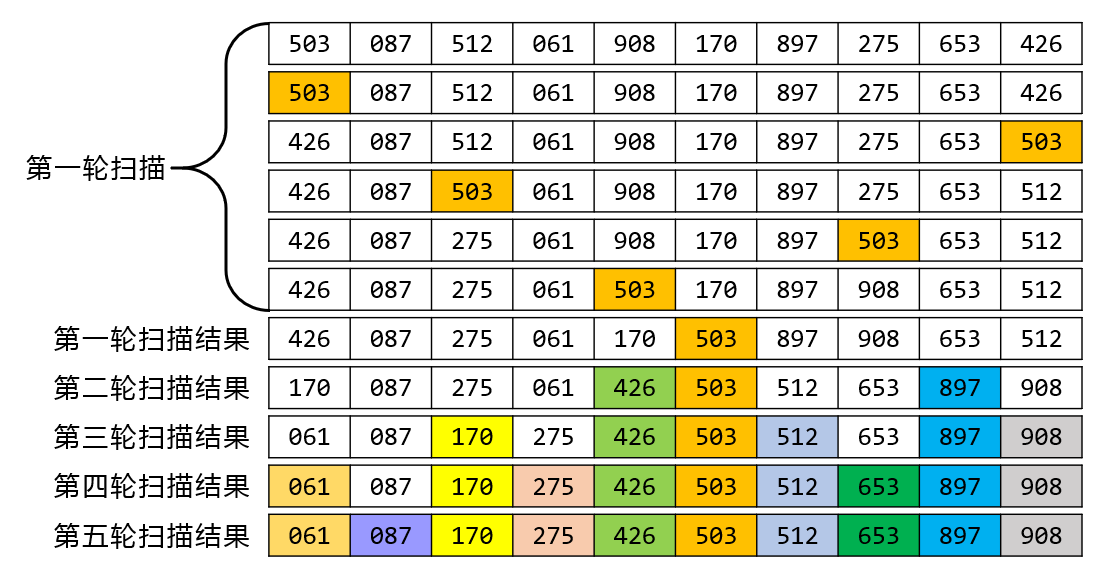 503 087 512 061 908 170 897 275 653 426
503 087 512 061 908 170 897 275 653 426
426 087 512 061 908 170 897 275 653 503
第一轮扫描
426 087 503 061 908 170 897 275 653 512
426 087 275 061 908 170 897 503 653 512
426 087 275 061 503 170 897 908 653 512
第一轮扫描结果 426 087 275 061 170 503 897 908 653 512
第二轮扫描结果 170 087 275 061 426 503 512 653 897 908
第三轮扫描结果 061 087 170 275 426 503 512 653 897 908
第四轮扫描结果 061 087 170 275 426 503 512 653 897 908
第五轮扫描结果 061 087 170 275 426 503 512 653 897 908